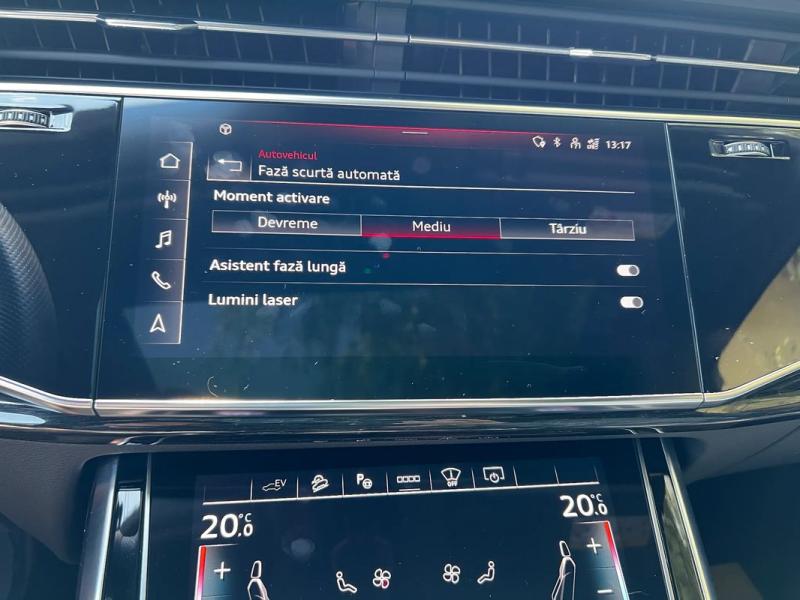 13:17
Autovehicul
Fază scurtă automată
Moment activare
Devreme Mediu Târziu
Asistent fază lungă
Lumini laser
EV
P
OFF
20,0 °C
20,0 °C
+
+
−